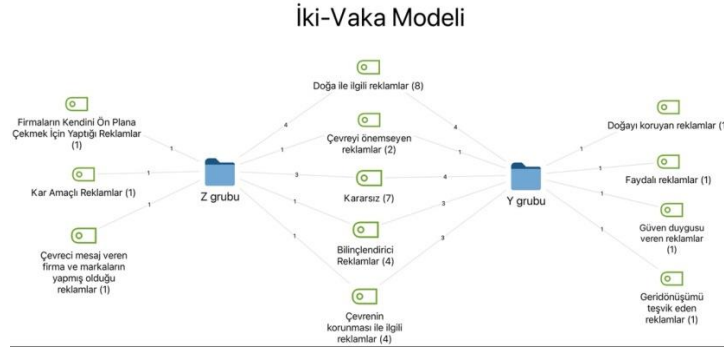 İki-Vaka Modeli
Doğa ile ilgili reklamlar (8)
Firmaların Kendini Ön Plana
Çekmek İçin Yaptığı Reklamlar
(1)
Doğayı koruyan reklamlar (1
4
4
Çevreyi önemseyen
reklamlar (2)
1
1
1
1
Kar Amaçlı Reklamlar (1)
1
Z grubu
3
Kararsız (7)
4
Y grubu
1
Faydalı reklamlar (1)
1
1
3
1
Çevreci mesaj veren
firma ve markaların
yapmış olduğu
reklamlar (1)
Bilinçlendirici
Reklamlar (4)
Güven duygusu
veren reklamlar
(1)
1
3
1
Çevrenin
korunması ile ilgili
reklamlar (4)
Geridönüşümü
teşvik eden
reklamlar (1)